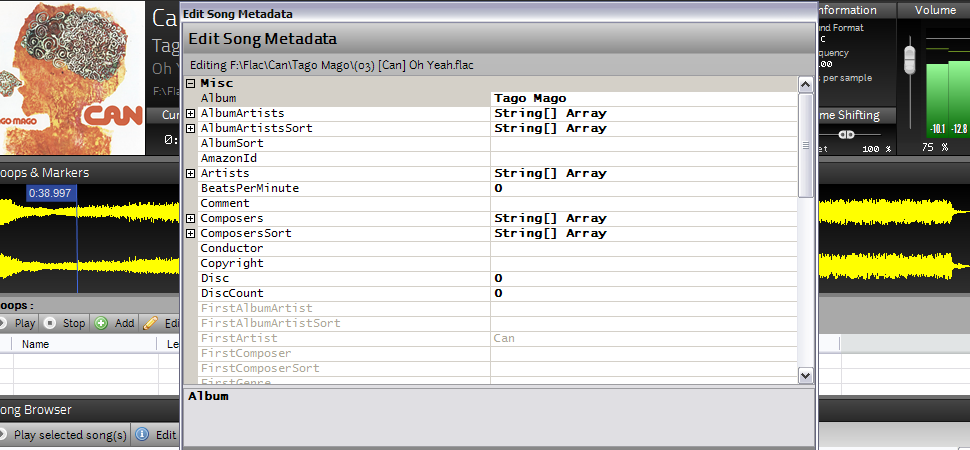 Edit Song Metadata
Edit Song Metadata
Editing F:\Flac\Can\Tago Mago\(03) [Can] Oh Yeah.flac
Misc
Album Tago Mago
AlbumArtists String[] Array
AlbumArtistsSort String[] Array
AlbumSort
AmazonId
Artists String[] Array
BeatsPerMinute 0
Comment
Composers String[] Array
ComposersSort String[] Array
Conductor
Copyright
Disc 0
DiscCount 0
FirstAlbumArtist
FirstAlbumArtistSort
FirstArtist Can
FirstComposer
FirstComposerSort
FirstGenre
Album
GO MAGO
CAN
Ca
Tago
Oh Ye
F:\Fla
Cur
0:
oops & Markers
0:38.997
oops :
Play Stop Add Edi
Name Le
ong Browser
Play selected song(s) Edit
nformation
und Format
c
quency
00
s per sample
me Shifting
et 100 %
Volume
-10.1 -12.8
75 %